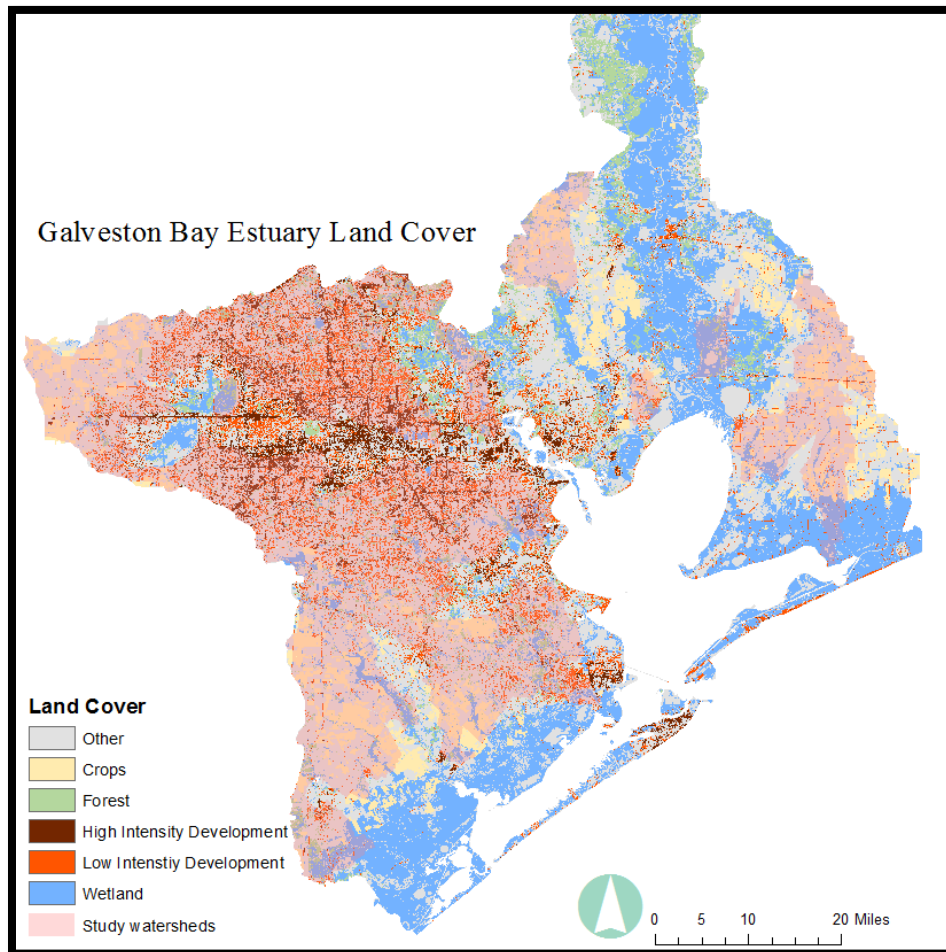 Galveston Bay Estuary Land Cover
Land Cover
Other
Crops
Forest
High Intensity Development
Low Intenstiy Development
Wetland
Study watersheds
0 5 10 20 Miles